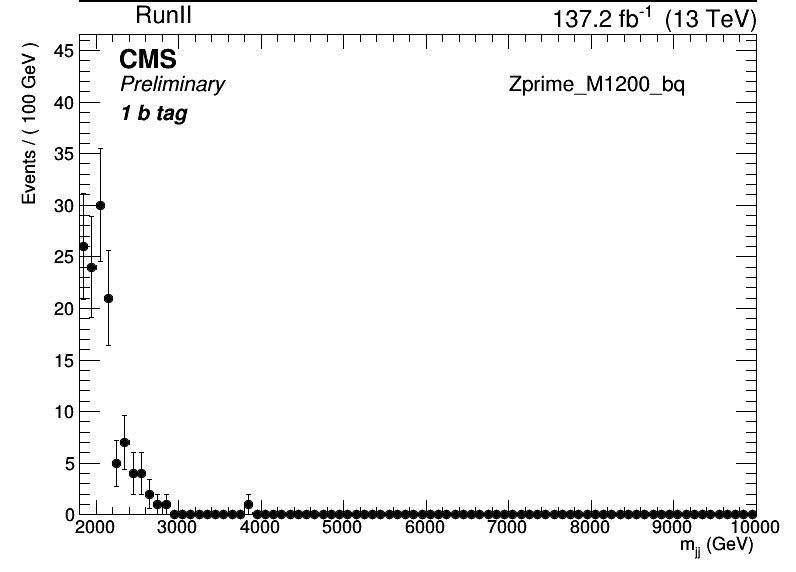 RunII
137.2 fb-1 (13 TeV)
CMS
Preliminary
1 b tag
Zprime_M1200_bq
Events / ( 100 GeV )
45
40
35
30
25
20
15
10
5
0
2000 3000 4000 5000 6000 7000 8000 9000 10000
mjj (GeV)